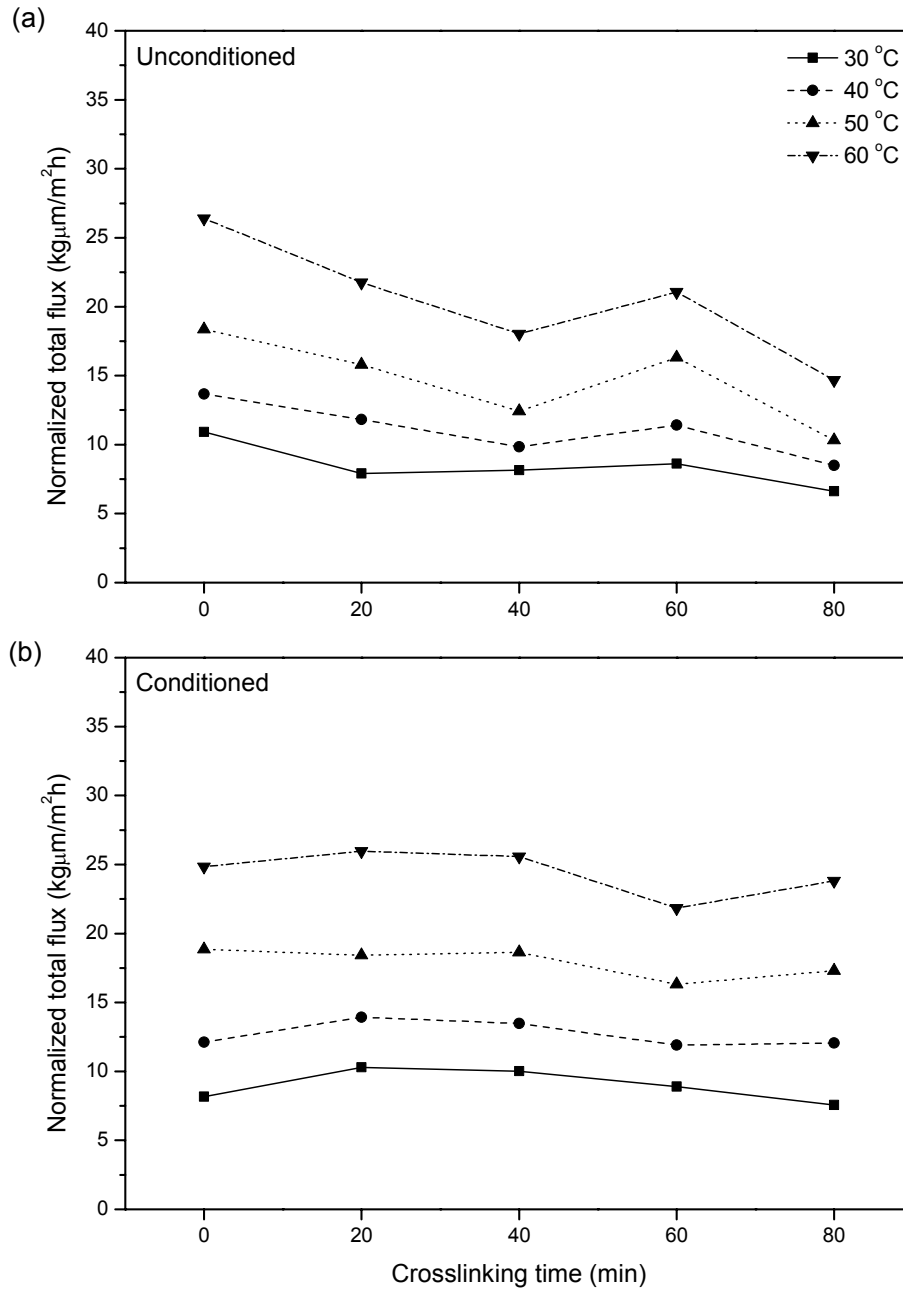 (a)
40
Unconditioned
30 °C
35
40 °C
50 °C
30
60 °C
25
20
15
10
5
0
Normalized total flux (kgμm/m²h)
0 20 40 60 80
(b)
40
Conditioned
35
30
25
20
15
10
5
0
Normalized total flux (kgμm/m²h)
0 20 40 60 80
Crosslinking time (min)